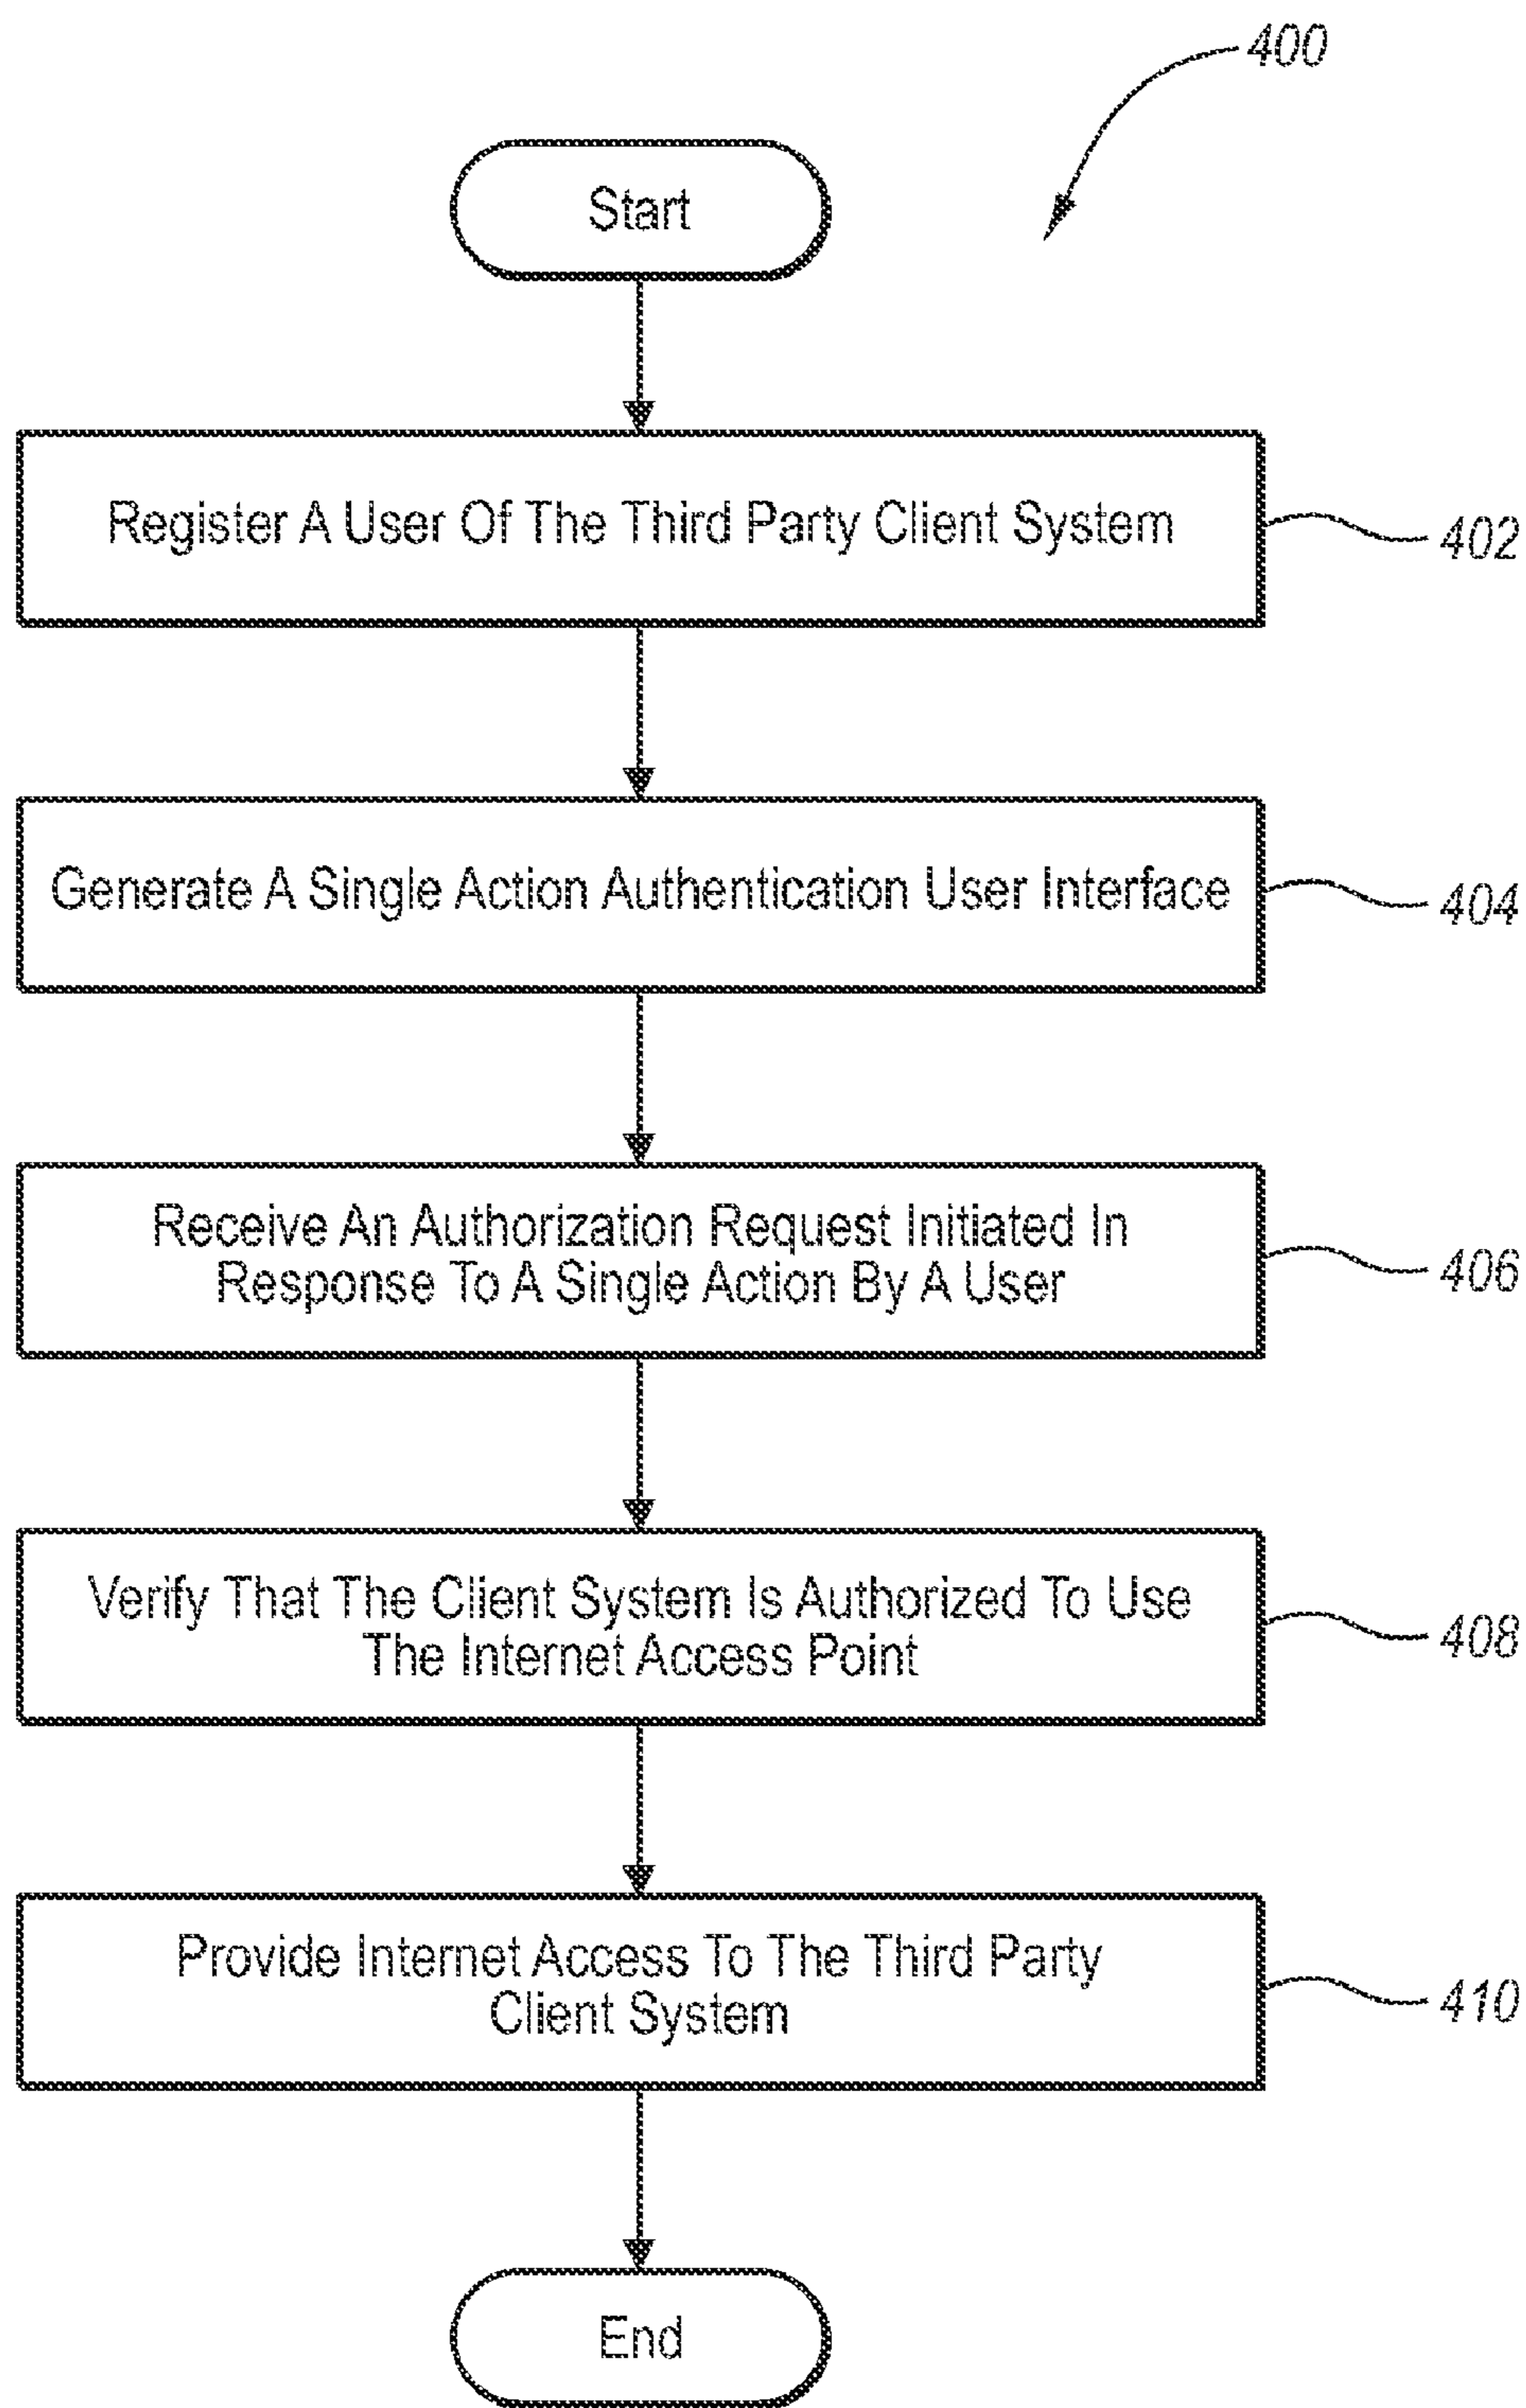 400
Start
Register A User Of The Third Party Client System
402
Generate A Single Action Authentication User Interface
404
Receive An Authorization Request Initiated In
Response To A Single Action By A User
406
Verify That The Client System Is Authorized To Use
The Internet Access Point
408
Provide Internet Access To The Third Party
Client System
410
End